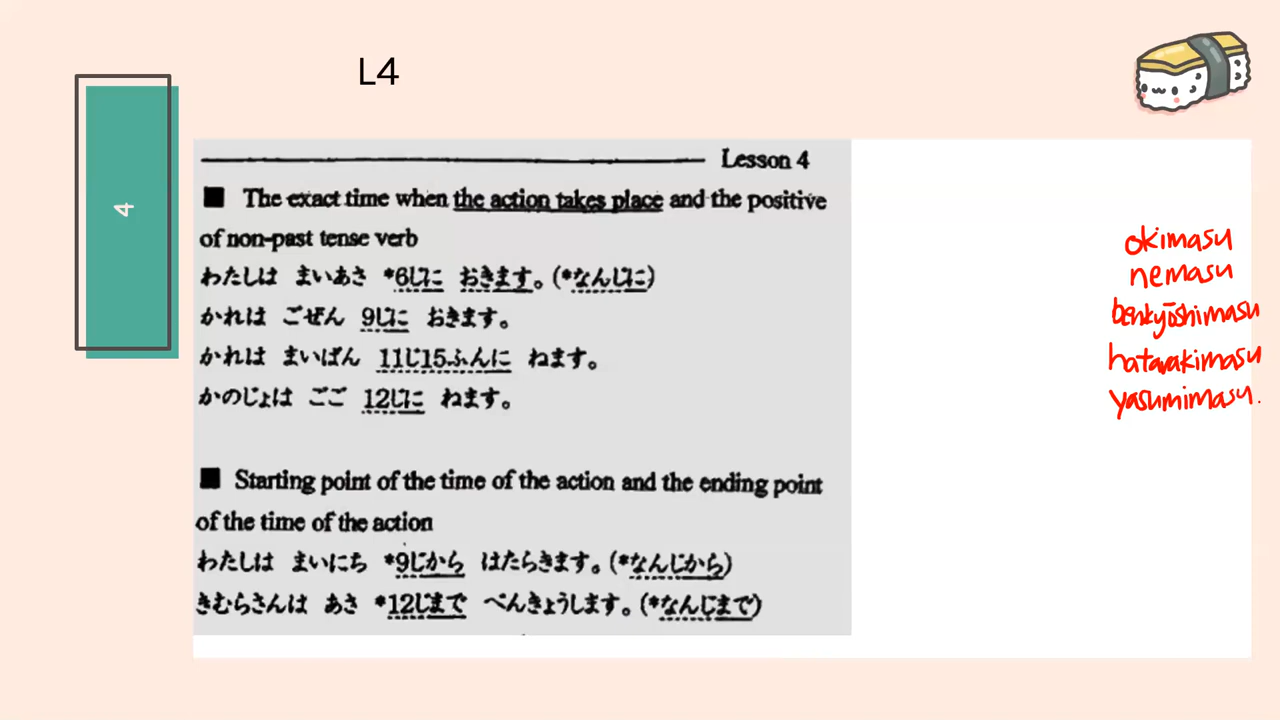 L4
4
Lesson 4
■ The exact time when the action takes place and the positive
of non-past tense verb
わたしは まいあさ *6じに おきます。(*なんじに)
かれは ごぜん 9じに おきます。
かれは まいばん 11じ15ふんに ねます。
かのじょは ごご 12じに ねます。
■ Starting point of the time of the action and the ending point
of the time of the action
わたしは まいにち *9じから はたらきます。(*なんじから)
きむらさんは あさ *12じまで べんきょうします。(*なんじまで)
okimasu
nemasu
benkyōshimasu
hatarakimasu
yasumimasu.